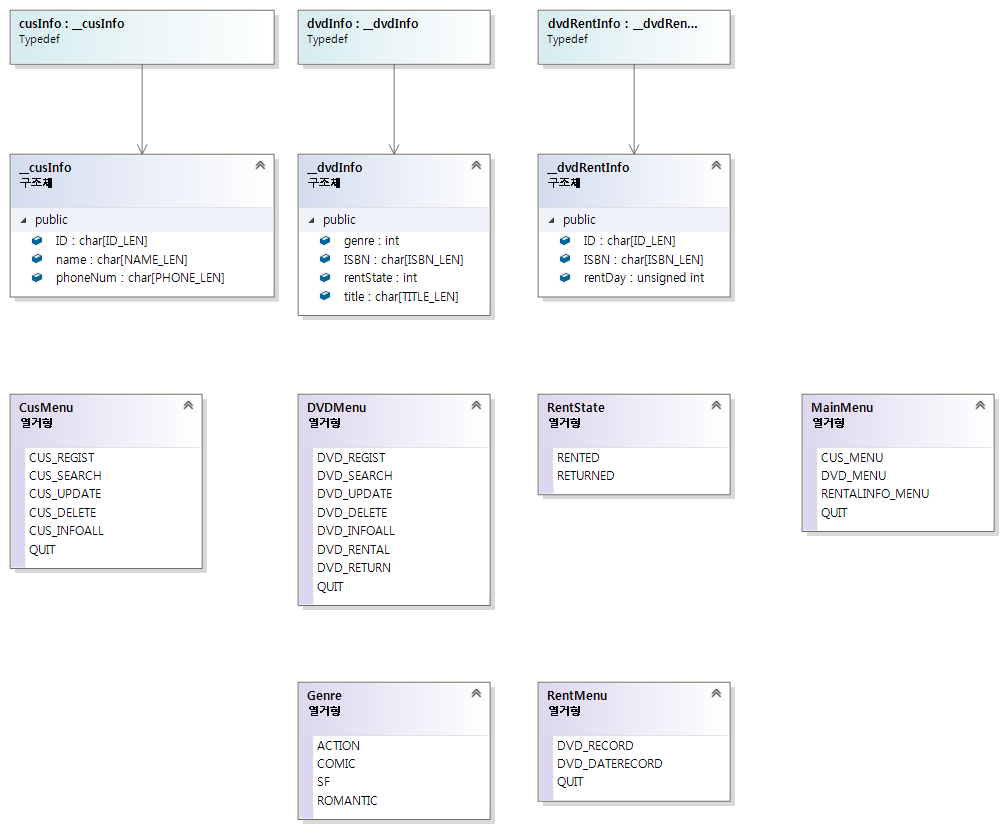 cusInfo : __cusInfo
Typedef
dvdInfo : __dvdInfo
Typedef
dvdRentInfo : __dvdRen...
Typedef
__cusInfo
구조체
public
ID : char[ID_LEN]
name : char[NAME_LEN]
phoneNum : char[PHONE_LEN]
__dvdInfo
구조체
public
genre : int
ISBN : char[ISBN_LEN]
rentState : int
title : char[TITLE_LEN]
__dvdRentInfo
구조체
public
ID : char[ID_LEN]
ISBN : char[ISBN_LEN]
rentDay : unsigned int
CusMenu
열거형
CUS_REGIST
CUS_SEARCH
CUS_UPDATE
CUS_DELETE
CUS_INFOALL
QUIT
DVDMenu
열거형
DVD_REGIST
DVD_SEARCH
DVD_UPDATE
DVD_DELETE
DVD_INFOALL
DVD_RENTAL
DVD_RETURN
QUIT
RentState
열거형
RENTED
RETURNED
MainMenu
열거형
CUS_MENU
DVD_MENU
RENTALINFO_MENU
QUIT
Genre
열거형
ACTION
COMIC
SF
ROMANTIC
RentMenu
열거형
DVD_RECORD
DVD_DATERECORD
QUIT